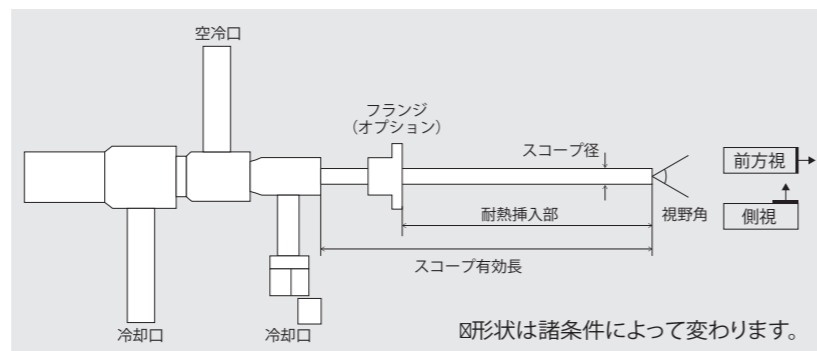 空冷口
フランジ
(オプション)
スコープ径
前方視
耐熱挿入部
視野角
側視
スコープ有効長
冷却口
冷却口
形状は諸条件によって変わります。